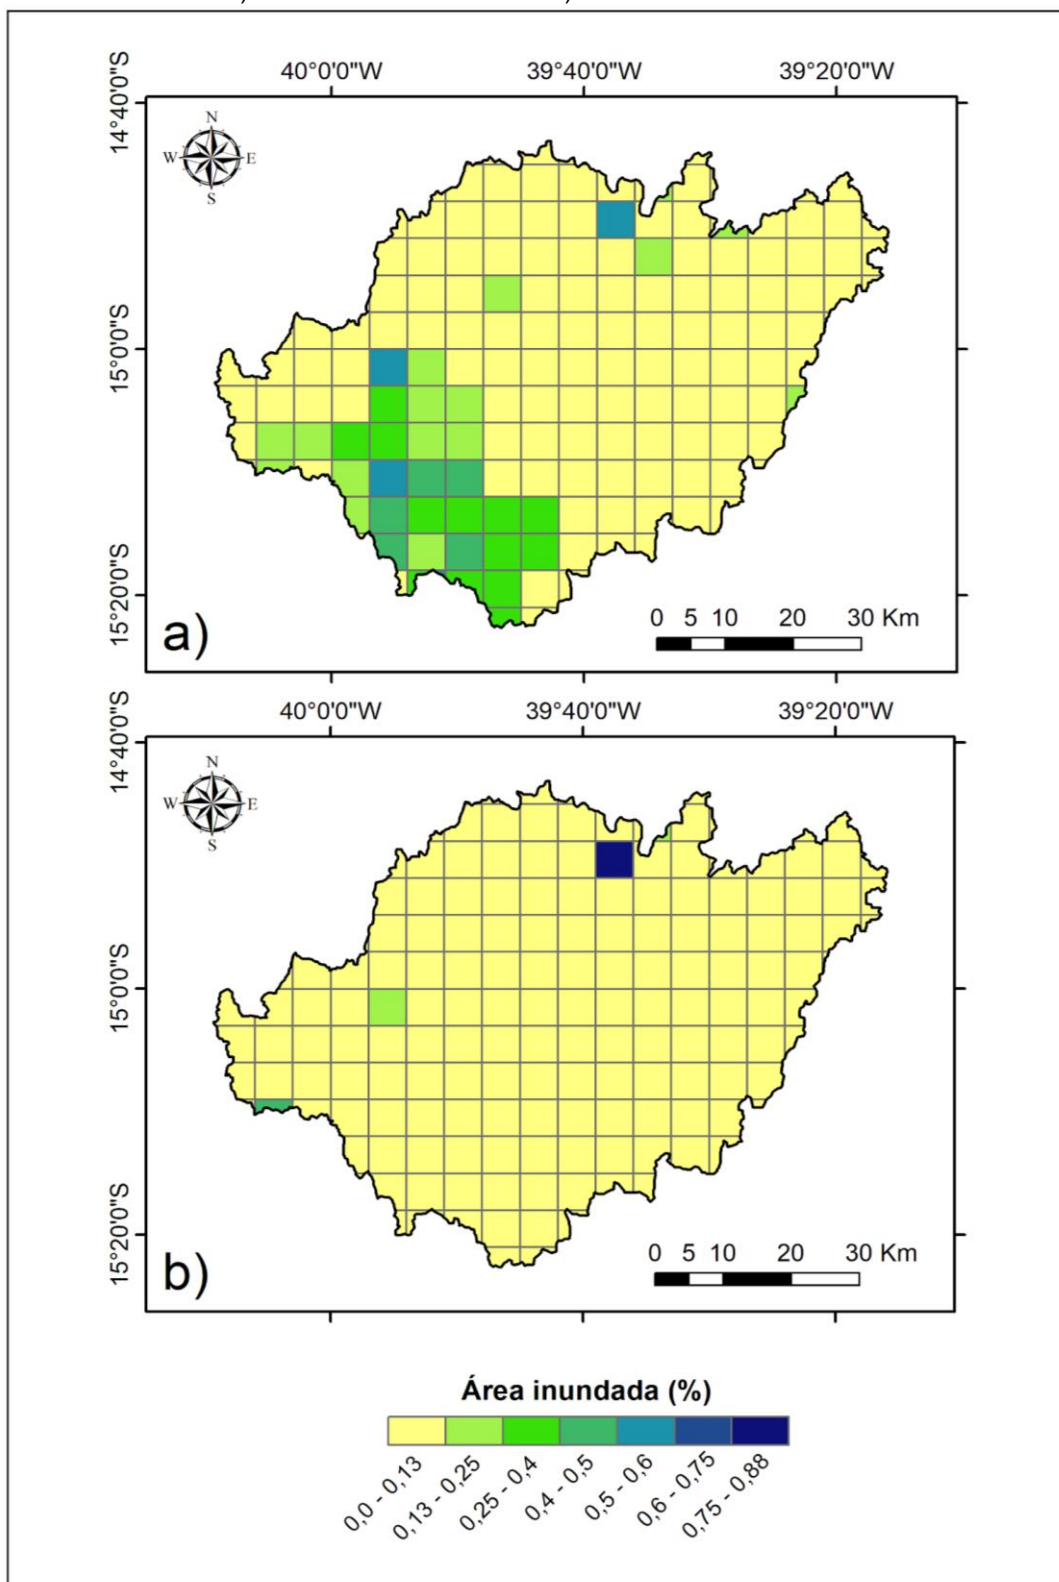 40°0'0"W 39°40'0"W 39°20'0"W
14°40'0"S
N
W E
S
15°0'0"S
15°20'0"S
a)
0 5 10 20 30 Km
40°0'0"W 39°40'0"W 39°20'0"W
14°40'0"S
N
W E
S
15°0'0"S
15°20'0"S
b)
0 5 10 20 30 Km
Área inundada (%)
0,0 - 0,13
0,13 - 0,25
0,25 - 0,4
0,4 - 0,5
0,5 - 0,6
0,6 - 0,75
0,75 - 0,88